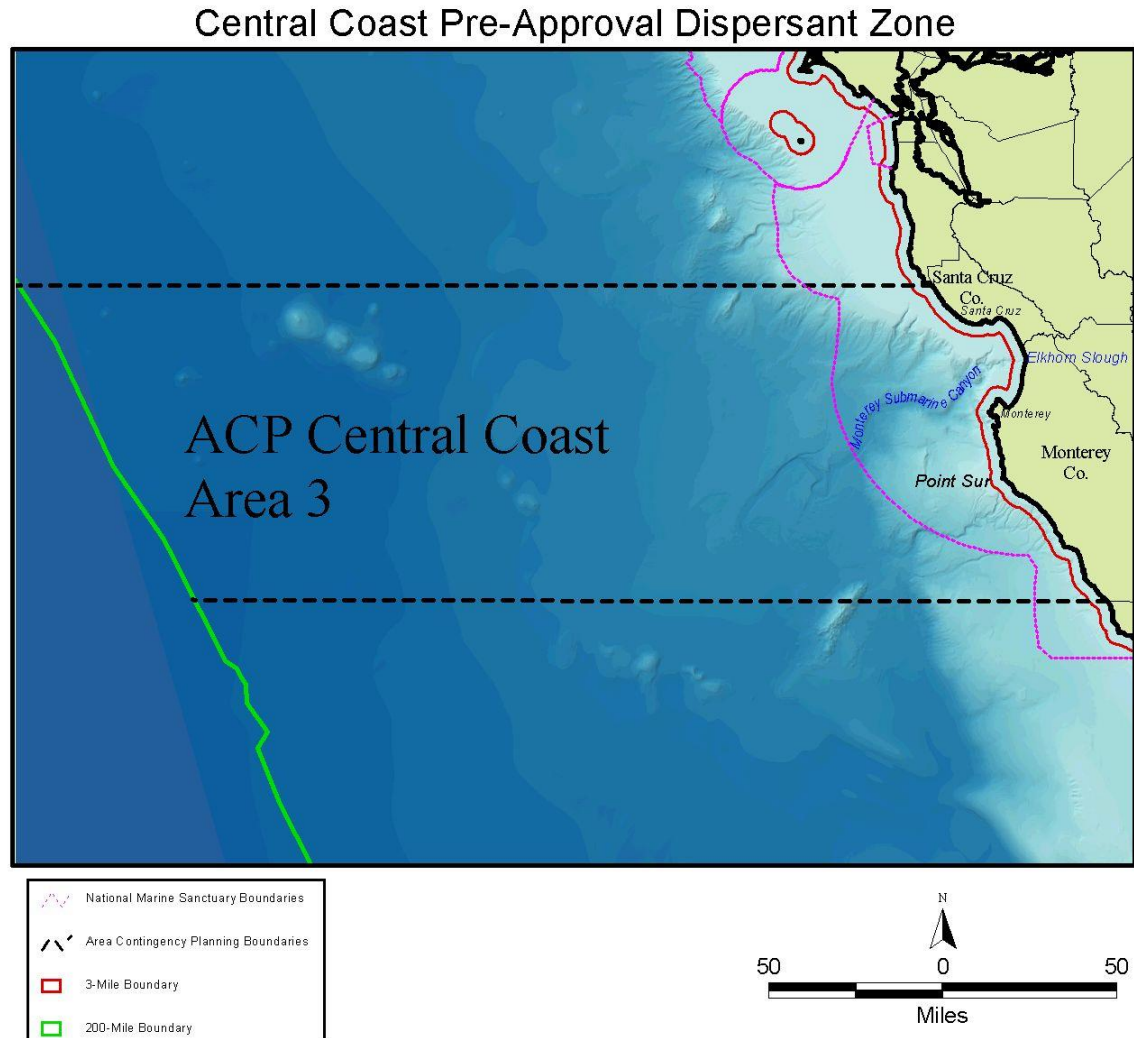 Central Coast Pre-Approval Dispersant Zone
Santa Cruz
Co.
Santa Cruz
Elkhorn Slough
Monterey Submarine Canyon
Monterey
ACP Central Coast
Area 3
Monterey
Co.
Point Sur
National Marine Sanctuary Boundaries
Area Contingency Planning Boundaries
3-Mile Boundary
200-Mile Boundary
N
50 0 50
Miles